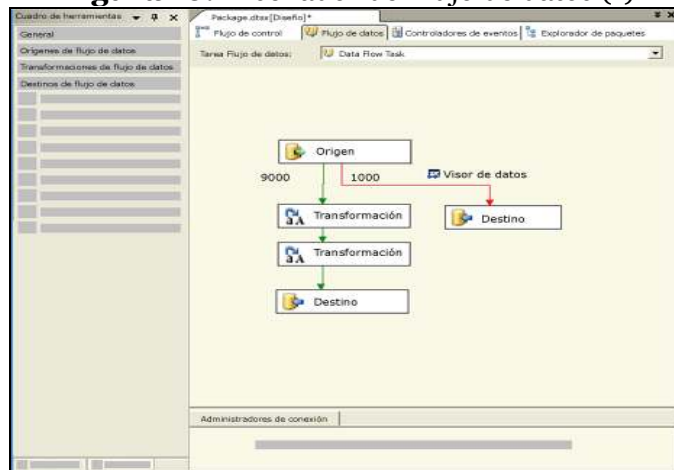 Cuadro de herramientas
Package.dtsx[Diseño]*
General
Flujo de control
Flujo de datos
Controladores de eventos
Explorador de paquetes
Orígenes de flujo de datos
Tarea Flujo de datos:
Data Flow Task
Transformaciones de flujo de datos
Destinos de flujo de datos
Origen
9000
1000
Visor de datos
Transformación
Destino
Transformación
Destino
Administradores de conexión